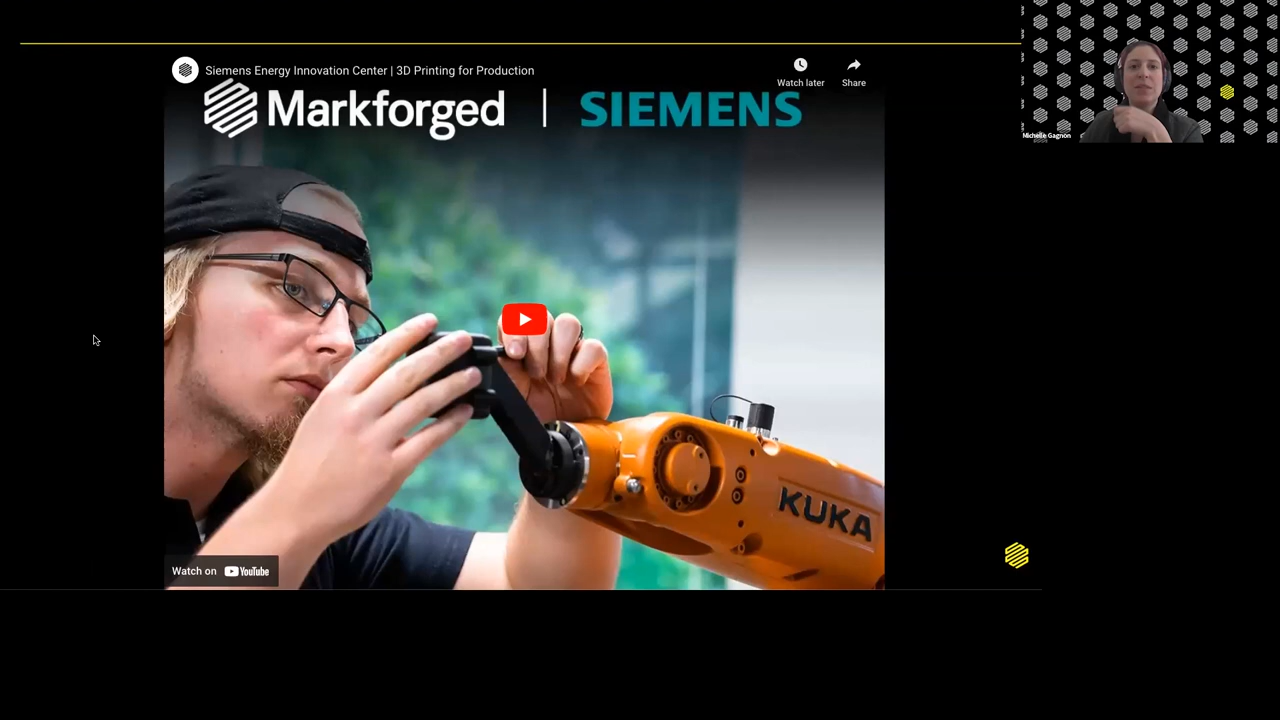 Siemens Energy Innovation Center | 3D Printing for Production
Watch later
Share
Markforged | SIEMENS
Michelle Gagnon
KUKA
Watch on YouTube